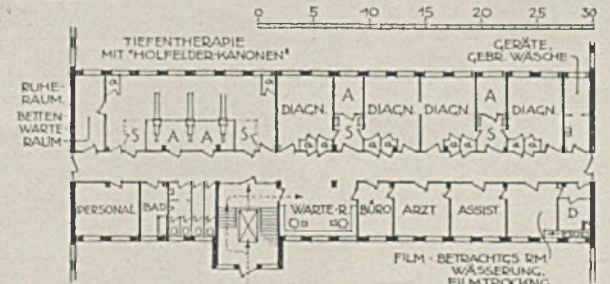 0 5 10 15 20 25 30
TIEFENTHERAPIE
MIT "HOLFELDER-KANONEN"
GERÄTE,
GEBR. WÄSCHE
RUHE-
RAUM,
BETTEN-
WARTE-
RAUM
a a
S A A S
DIAGN. A DIAGN. DIAGN. A DIAGN.
S S
a a a a a a a a
PERSONAL BAD WARTE-R. BÜRO ARZT ASSIST. D
FILM-BETRACHTGS.RM.
WÄSSERUNG,
FILMTROCKNG.